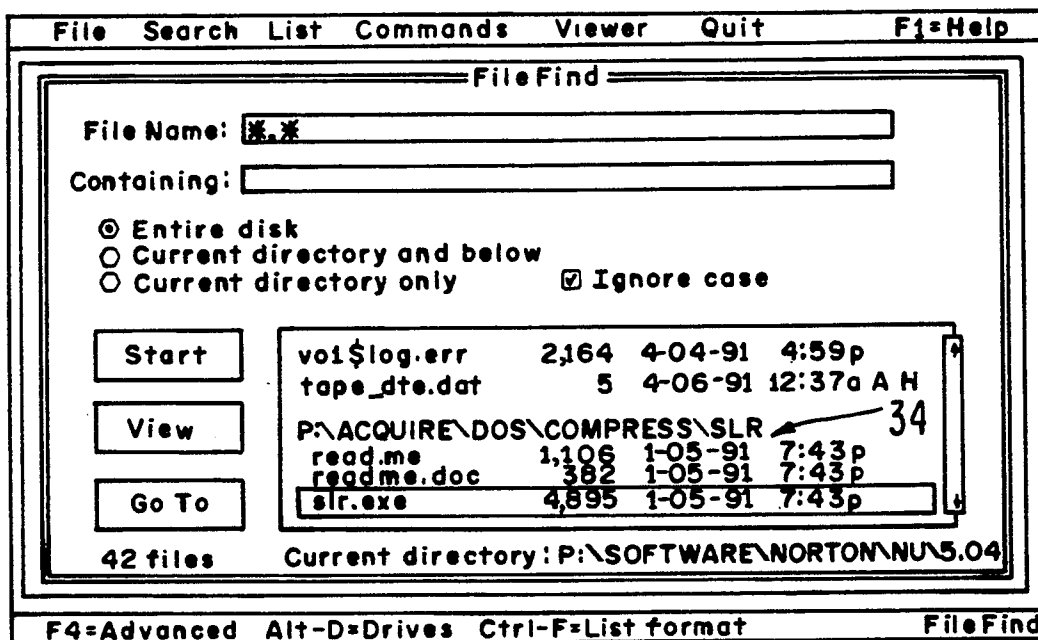 File Search List Commands Viewer Quit F1=Help
FileFind
File Name: *.*
Containing:
Entire disk
Current directory and below
Current directory only Ignore case
Start
View
Go To
vol$log.err 2,164 4-04-91 4:59p
tape_dte.dat 5 4-06-91 12:37a A H
P:\ACQUIRE\DOS\COMPRESS\SLR 34
read.me 1,106 1-05-91 7:43p
readme.doc 382 1-05-91 7:43p
slr.exe 4,895 1-05-91 7:43p
42 files Current directory: P:\SOFTWARE\NORTON\NU\5.04
F4=Advanced Alt-D=Drives Ctrl-F=List format FileFind